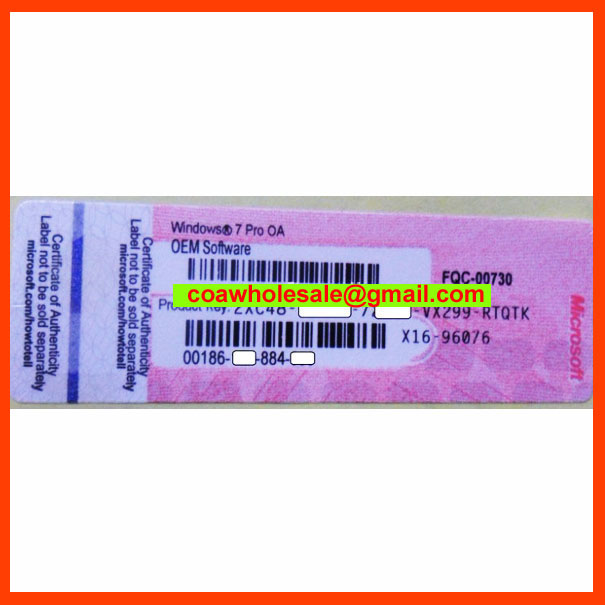 Certificate of Authenticity
Label not to be sold separately
microsoft.com/howtotell
Certificate of Authenticity
Label not to be sold separately
microsoft.com/howtotell
Windows® 7 Pro OA
OEM Software
FQC-00730
coawholesale@gmail.com
Product Key: 2XC48- -7 -VX299-RTQTK
X16-96076
00186- -884-
Microsoft